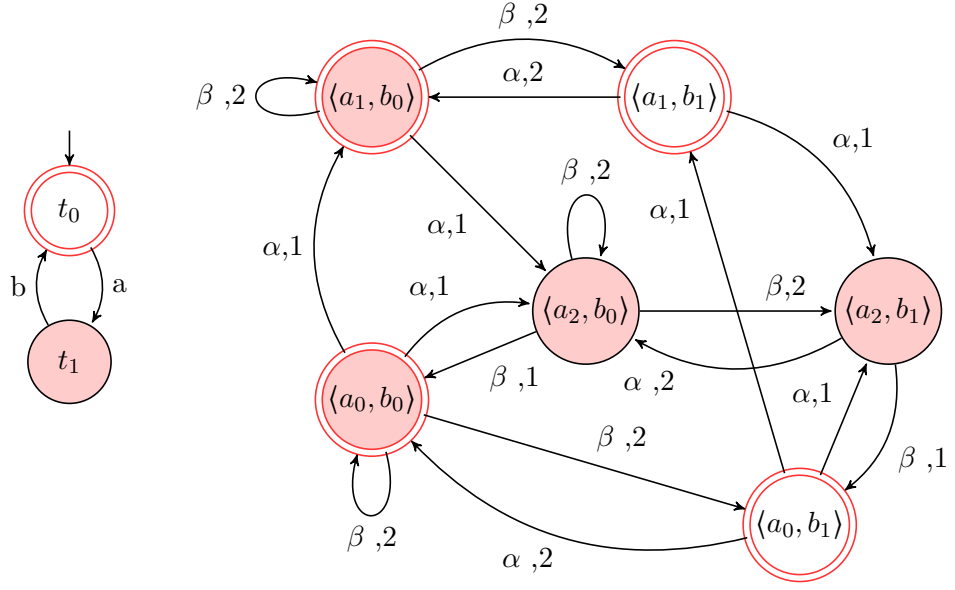 β ,2
⟨a₁, b₀⟩
β ,2
α,2
⟨a₁, b₁⟩
α,1
β ,2
t₀
α,1
α,1
α,1
b
a
α,1
β,2
⟨a₂, b₀⟩
⟨a₂, b₁⟩
t₁
β ,1
α ,2
⟨a₀, b₀⟩
α,1
β ,2
β ,1
⟨a₀, b₁⟩
β ,2
α ,2